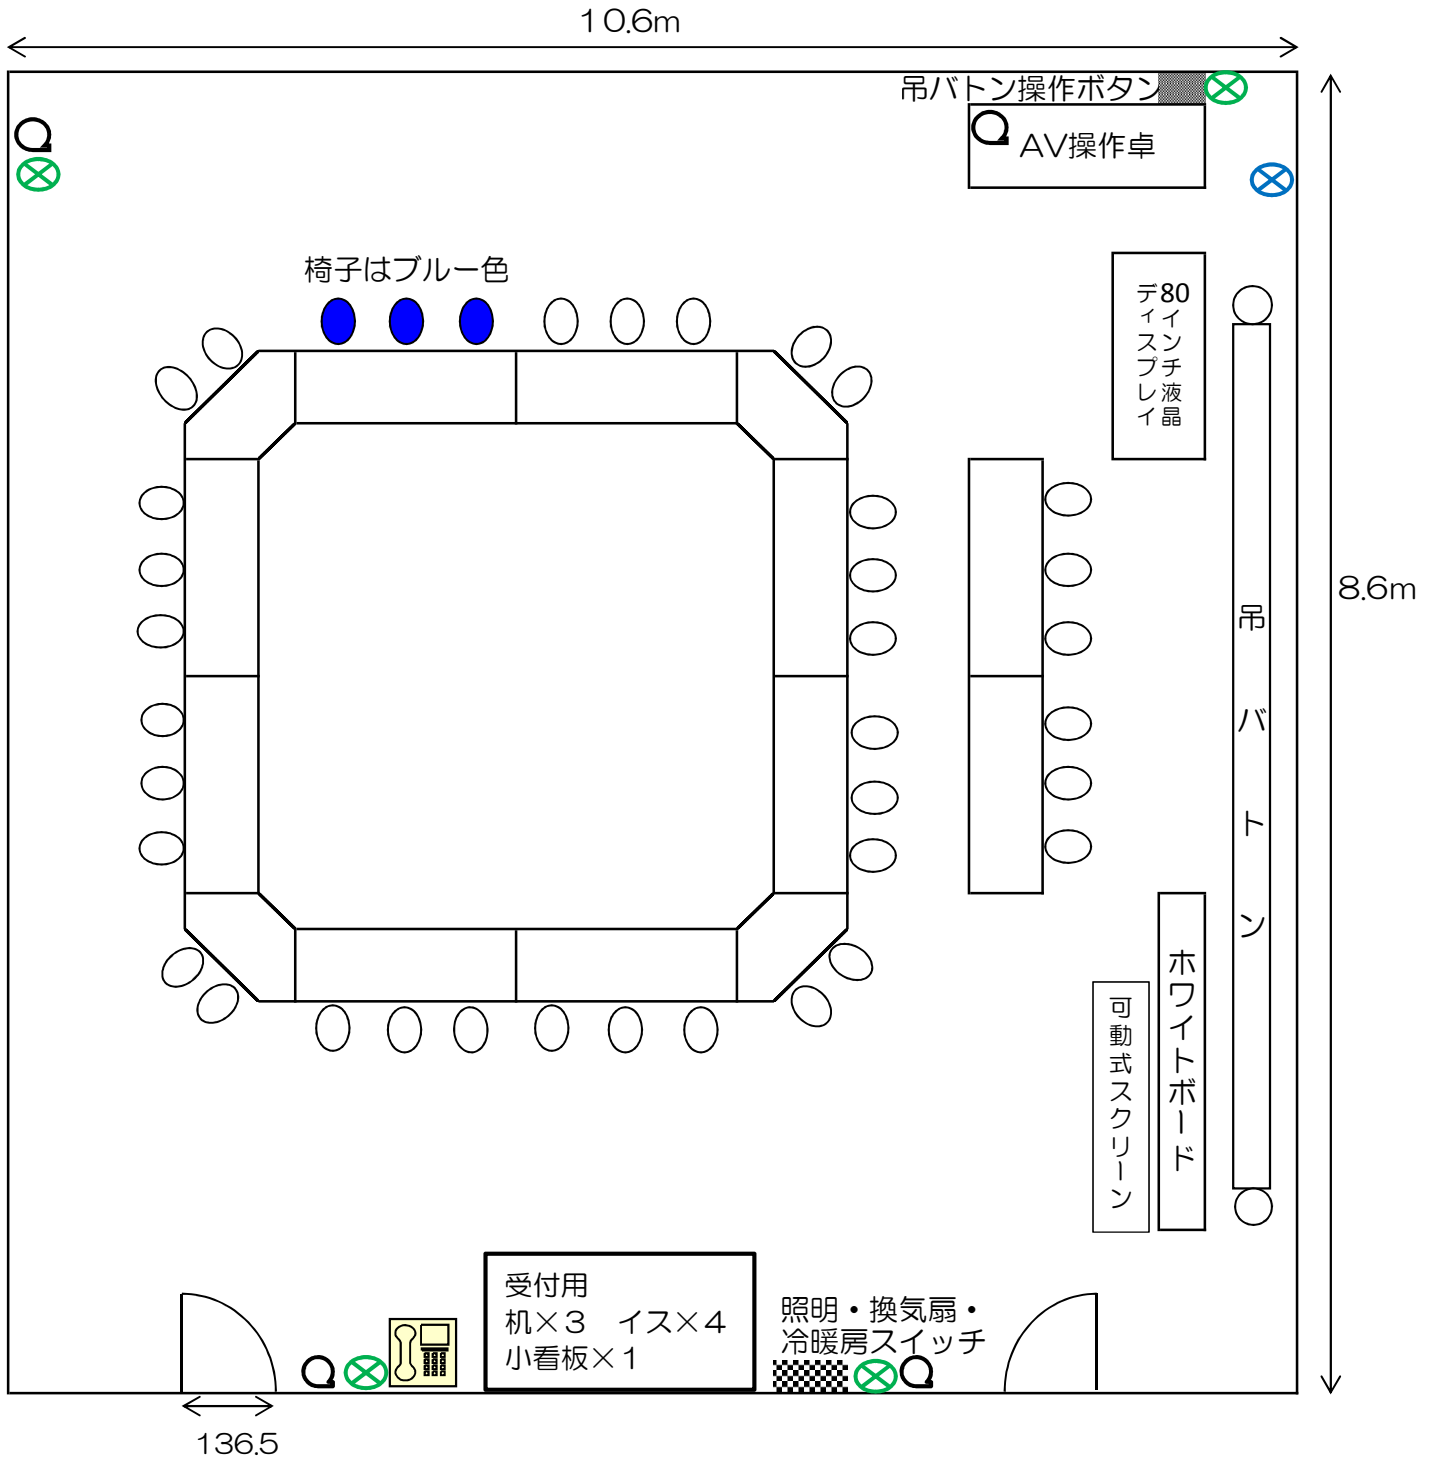 10.6m
吊バトン操作ボタン
AV操作卓
椅子はブルー色
80インチ液晶
ディスプレイ
8.6m
吊バトン
ホワイトボード
可動式スクリーン
受付用
机×3　イス×4
小看板×1
照明・換気扇・
冷暖房スイッチ
136.5